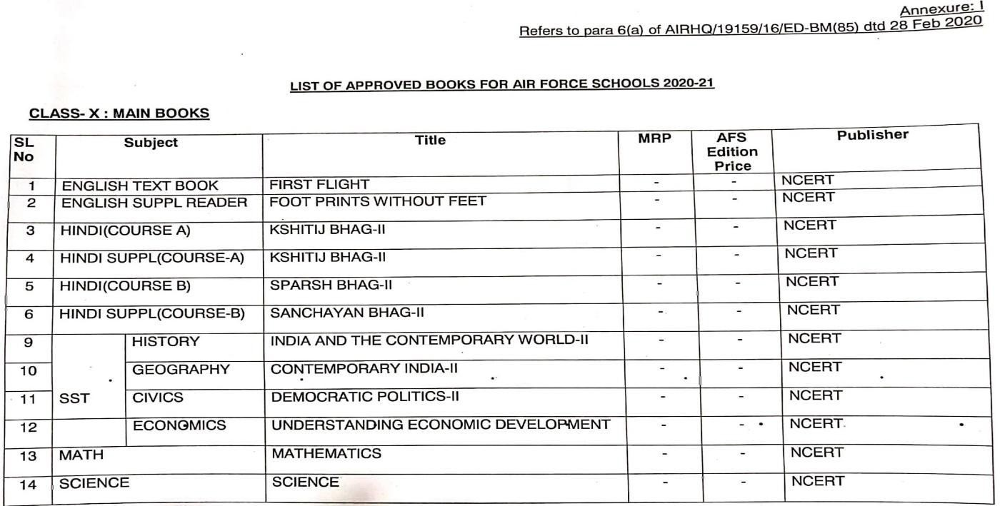 Annexure: I
Refers to para 6(a) of AIRHQ/19159/16/ED-BM(85) dtd 28 Feb 2020
LIST OF APPROVED BOOKS FOR AIR FORCE SCHOOLS 2020-21
CLASS- X : MAIN BOOKS
SL No Subject Title MRP AFS Edition Price Publisher
1 ENGLISH TEXT BOOK FIRST FLIGHT - - NCERT
2 ENGLISH SUPPL READER FOOT PRINTS WITHOUT FEET - - NCERT
3 HINDI(COURSE A) KSHITIJ BHAG-II - - NCERT
4 HINDI SUPPL(COURSE-A) KSHITIJ BHAG-II - - NCERT
5 HINDI(COURSE B) SPARSH BHAG-II - - NCERT
6 HINDI SUPPL(COURSE-B) SANCHAYAN BHAG-II - - NCERT
9 HISTORY INDIA AND THE CONTEMPORARY WORLD-II - - NCERT
10 GEOGRAPHY CONTEMPORARY INDIA-II - - NCERT
11 SST CIVICS DEMOCRATIC POLITICS-II - - NCERT
12 ECONOMICS UNDERSTANDING ECONOMIC DEVELOPMENT - - NCERT
13 MATH MATHEMATICS - - NCERT
14 SCIENCE SCIENCE - - NCERT